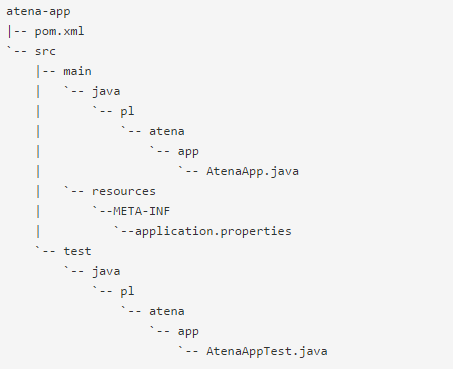 atena-app
|-- pom.xml
`-- src
    |-- main
    |   `-- java
    |       `-- pl
    |           `-- atena
    |               `-- app
    |                   `-- AtenaApp.java
    |   `-- resources
    |       `--META-INF
    |          `--application.properties
    `-- test
        `-- java
            `-- pl
                `-- atena
                    `-- app
                        `-- AtenaAppTest.java